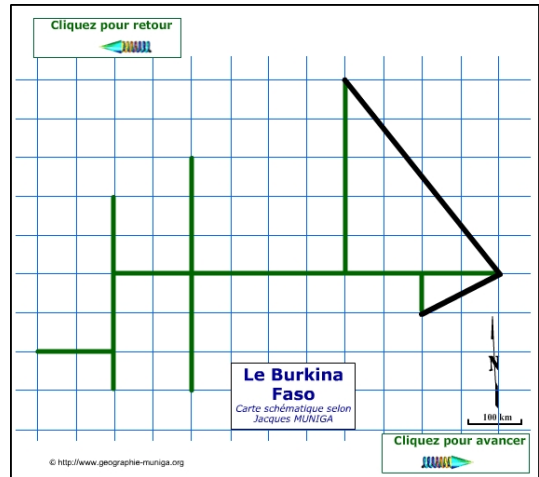 Cliquez pour retour
N
Le Burkina
Faso
Carte schématique selon
Jacques MUNIGA
100 km
Cliquez pour avancer
© http://www.geographie-muniga.org